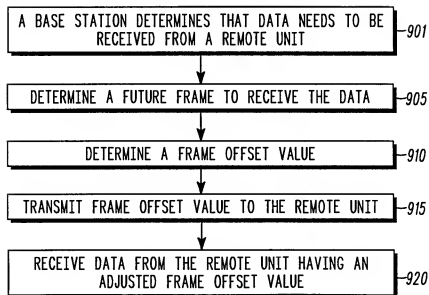 A BASE STATION DETERMINES THAT DATA NEEDS TO BE
RECEIVED FROM A REMOTE UNIT
901
DETERMINE A FUTURE FRAME TO RECEIVE THE DATA
905
DETERMINE A FRAME OFFSET VALUE
910
TRANSMIT FRAME OFFSET VALUE TO THE REMOTE UNIT
915
RECEIVE DATA FROM THE REMOTE UNIT HAVING AN
ADJUSTED FRAME OFFSET VALUE
920